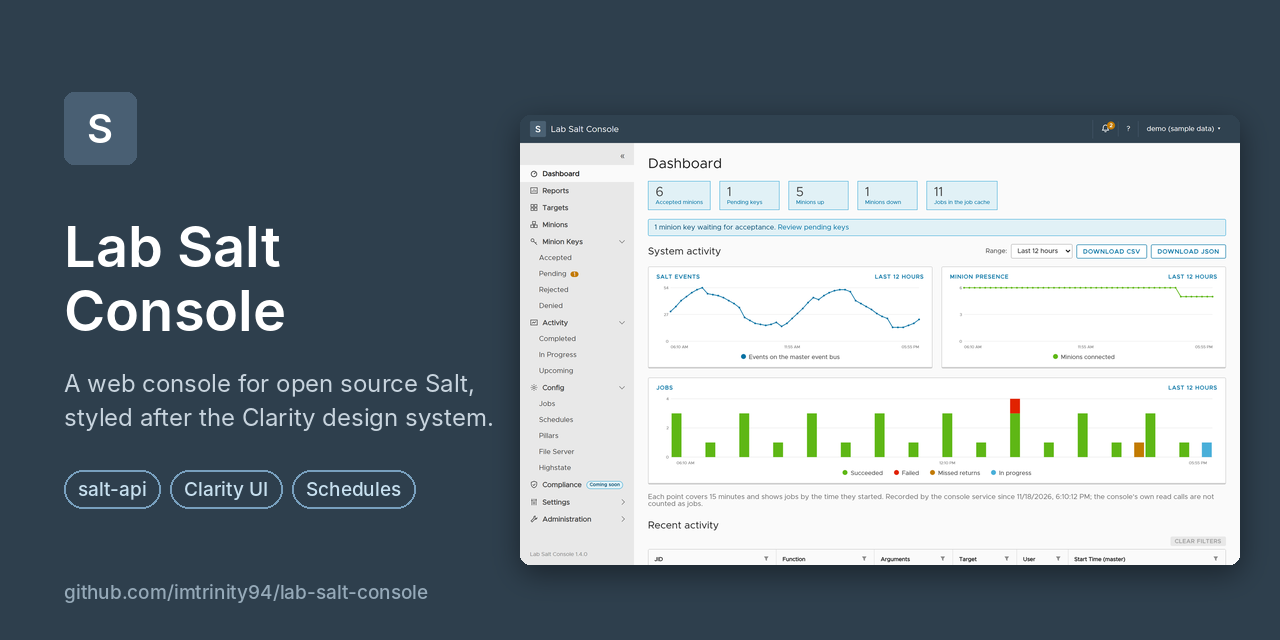 S
Lab Salt
Console
A web console for open source Salt,
styled after the Clarity design system.
salt-api
Clarity UI
Schedules
github.com/imtrinity94/lab-salt-console
S Lab Salt Console
2
?
demo (sample data)
«
Dashboard
Reports
Targets
Minions
Minion Keys
Accepted
Pending 1
Rejected
Denied
Activity
Completed
In Progress
Upcoming
Config
Jobs
Schedules
Pillars
File Server
Highstate
Compliance Coming soon
Settings
Administration
Lab Salt Console 1.4.0
Dashboard
6
Accepted minions
1
Pending keys
5
Minions up
1
Minions down
11
Jobs in the job cache
1 minion key waiting for acceptance. Review pending keys
System activity
Range: Last 12 hours DOWNLOAD CSV DOWNLOAD JSON
SALT EVENTS LAST 12 HOURS
0
Events on the master event bus
MINION PRESENCE LAST 12 HOURS
6
3
0
Minions connected
JOBS LAST 12 HOURS
4
0
Succeeded Failed Missed returns In progress
Each point covers 15 minutes and shows jobs by the time they started. Recorded by the console service since 11/18/2026, 6:10:12 PM; the console's own read calls are not
counted as jobs.
Recent activity
CLEAR FILTERS
JID Function Arguments Target User Start Time (master)